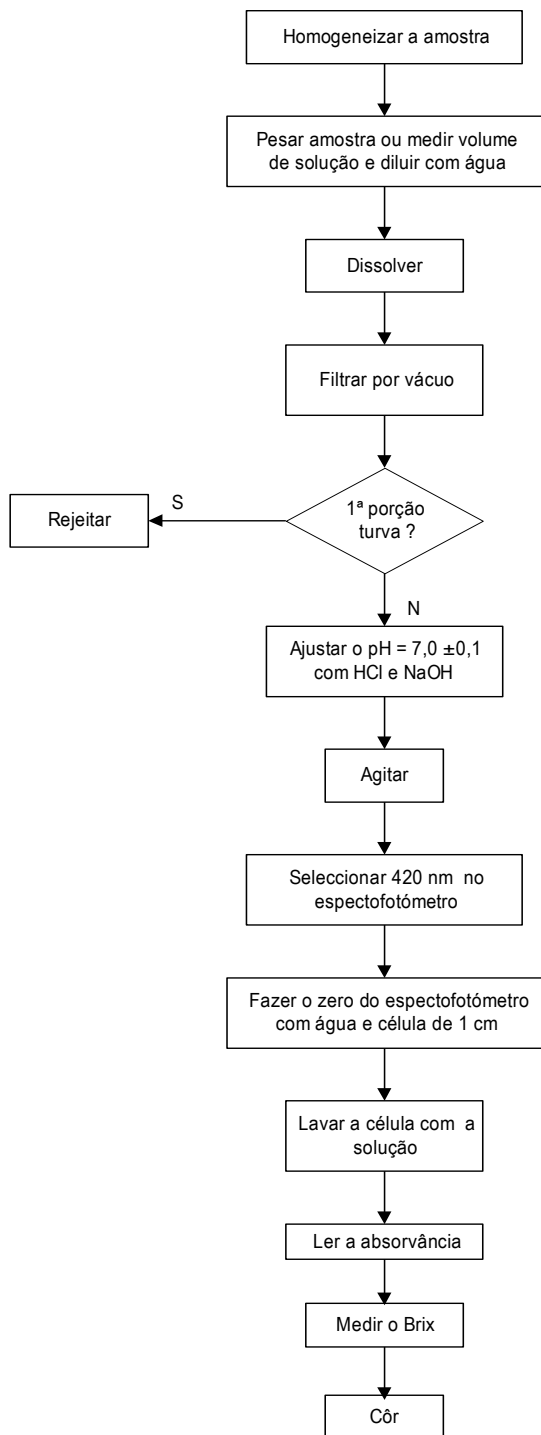 Homogeneizar a amostra
Pesar amostra ou medir volume
de solução e diluir com água
Dissolver
Filtrar por vácuo
1ª porção
turva ?
S
Rejeitar
N
Ajustar o pH = 7,0 ±0,1
com HCl e NaOH
Agitar
Seleccionar 420 nm no
espectofotómetro
Fazer o zero do espectofotómetro
com água e célula de 1 cm
Lavar a célula com a
solução
Ler a absorvância
Medir o Brix
Côr